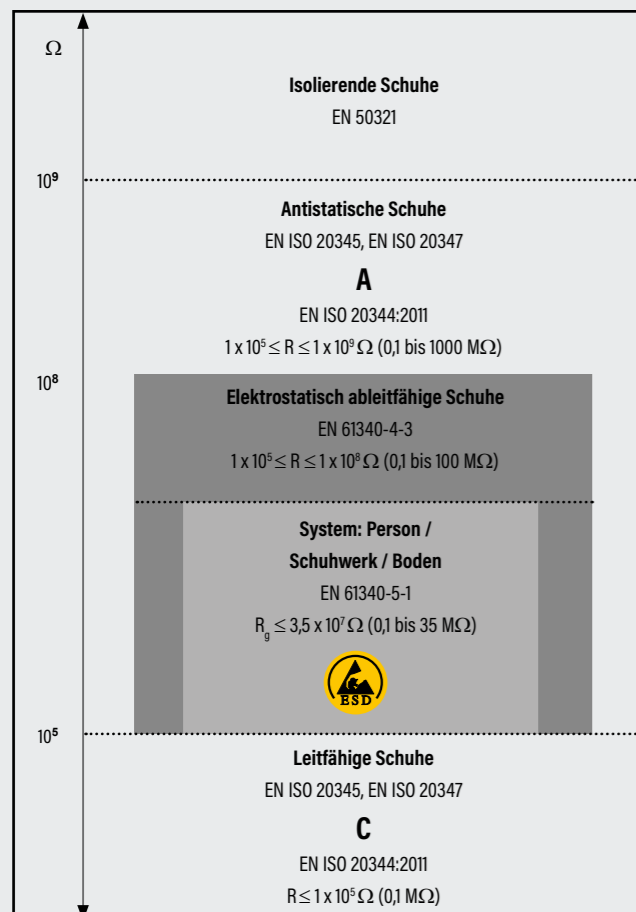 Ω
Isolierende Schuhe
EN 50321
10⁹
Antistatische Schuhe
EN ISO 20345, EN ISO 20347
A
EN ISO 20344:2011
1 x 10⁵ ≤ R ≤ 1 x 10⁹ Ω (0,1 bis 1000 MΩ)
10⁸
Elektrostatisch ableitfähige Schuhe
EN 61340-4-3
1 x 10⁵ ≤ R ≤ 1 x 10⁸ Ω (0,1 bis 100 MΩ)
System: Person /
Schuhwerk / Boden
EN 61340-5-1
R_g ≤ 3,5 x 10⁷ Ω (0,1 bis 35 MΩ)
ESD
10⁵
Leitfähige Schuhe
EN ISO 20345, EN ISO 20347
C
EN ISO 20344:2011
R ≤ 1 x 10⁵ Ω (0,1 MΩ)